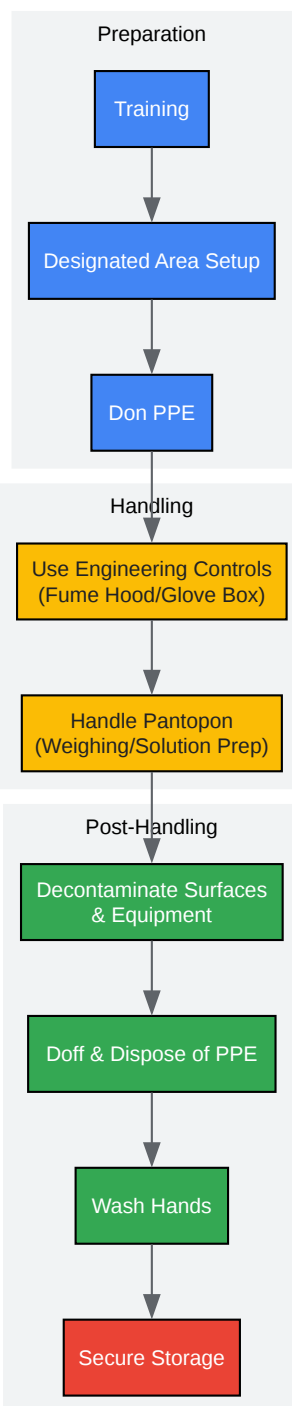 Preparation
Training
Designated Area Setup
Don PPE
Handling
Use Engineering Controls
(Fume Hood/Glove Box)
Handle Pantopon
(Weighing/Solution Prep)
Post-Handling
Decontaminate Surfaces
& Equipment
Doff & Dispose of PPE
Wash Hands
Secure Storage